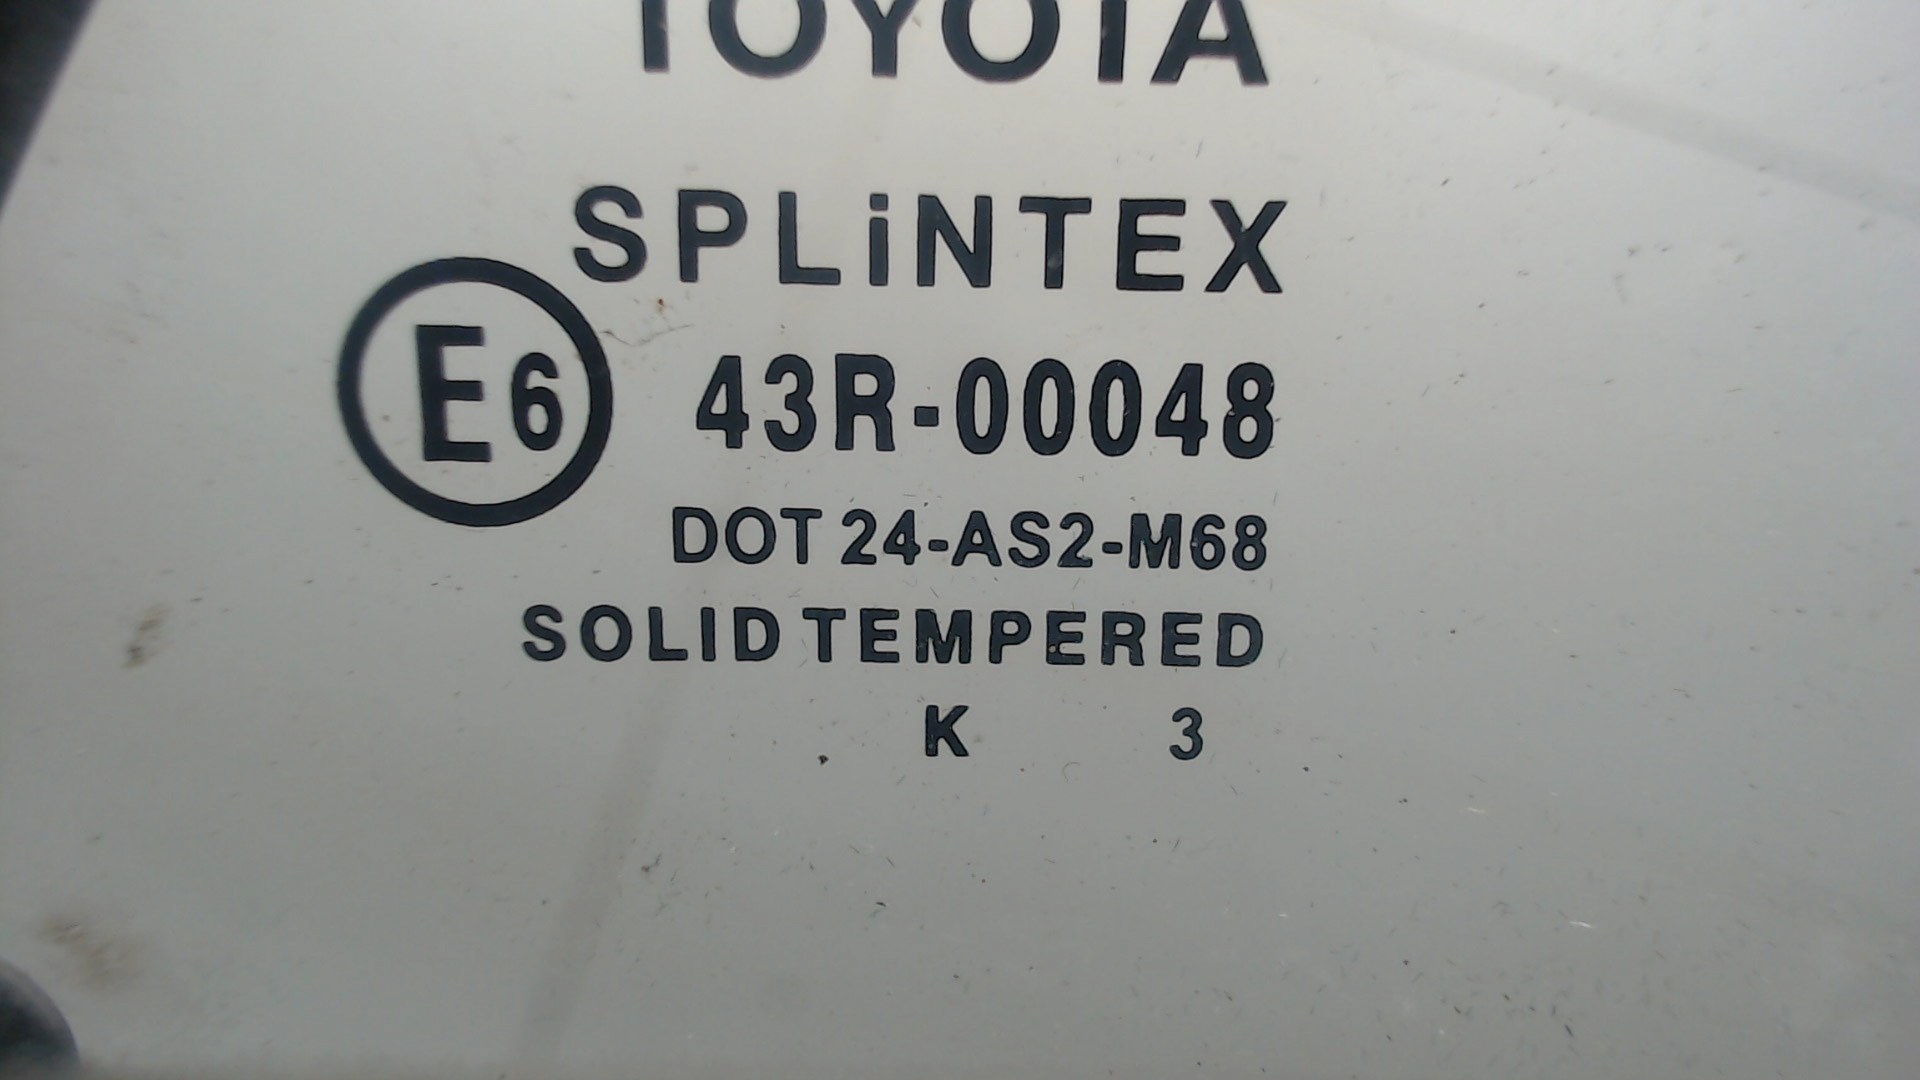 TOYOTA
SPLiNTEX
E6 43R-00048
DOT 24-AS2-M68
SOLID TEMPERED
K 3